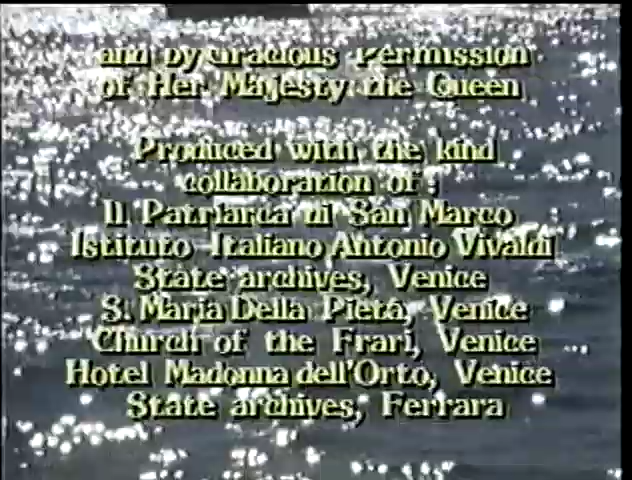 and by Gracious Permission
of Her Majesty the Queen
Produced with the kind
collaboration of :
Il Patriarca di San Marco
Istituto Italiano Antonio Vivaldi
State archives, Venice
S. Maria Della Pietá, Venice
Church of the Frari, Venice
Hotel Madonna dell'Orto, Venice
State archives, Ferrara